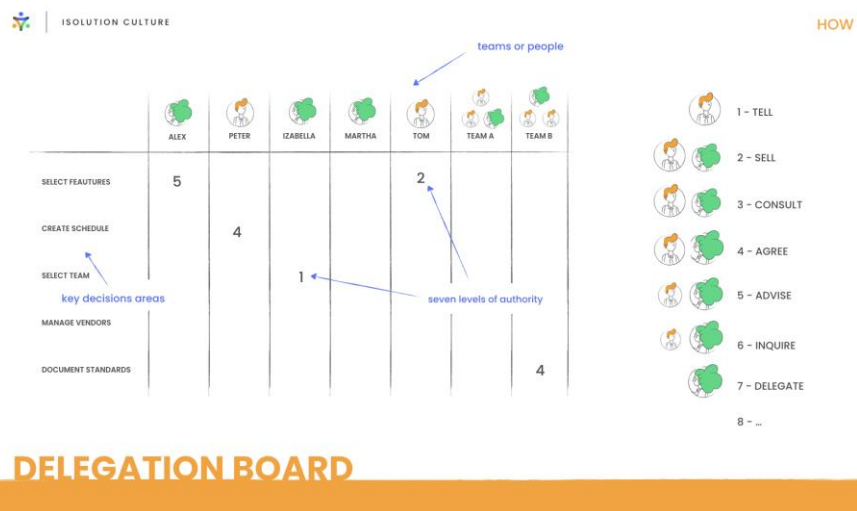 ISOLUTION CULTURE
HOW
teams or people
ALEX PETER IZABELLA MARTHA TOM TEAM A TEAM B
1 - TELL
2 - SELL
3 - CONSULT
4 - AGREE
5 - ADVISE
6 - INQUIRE
7 - DELEGATE
8 - ...
SELECT FEAUTURES 5 2
CREATE SCHEDULE 4
SELECT TEAM 1
key decisions areas
seven levels of authority
MANAGE VENDORS
DOCUMENT STANDARDS 4
DELEGATION BOARD